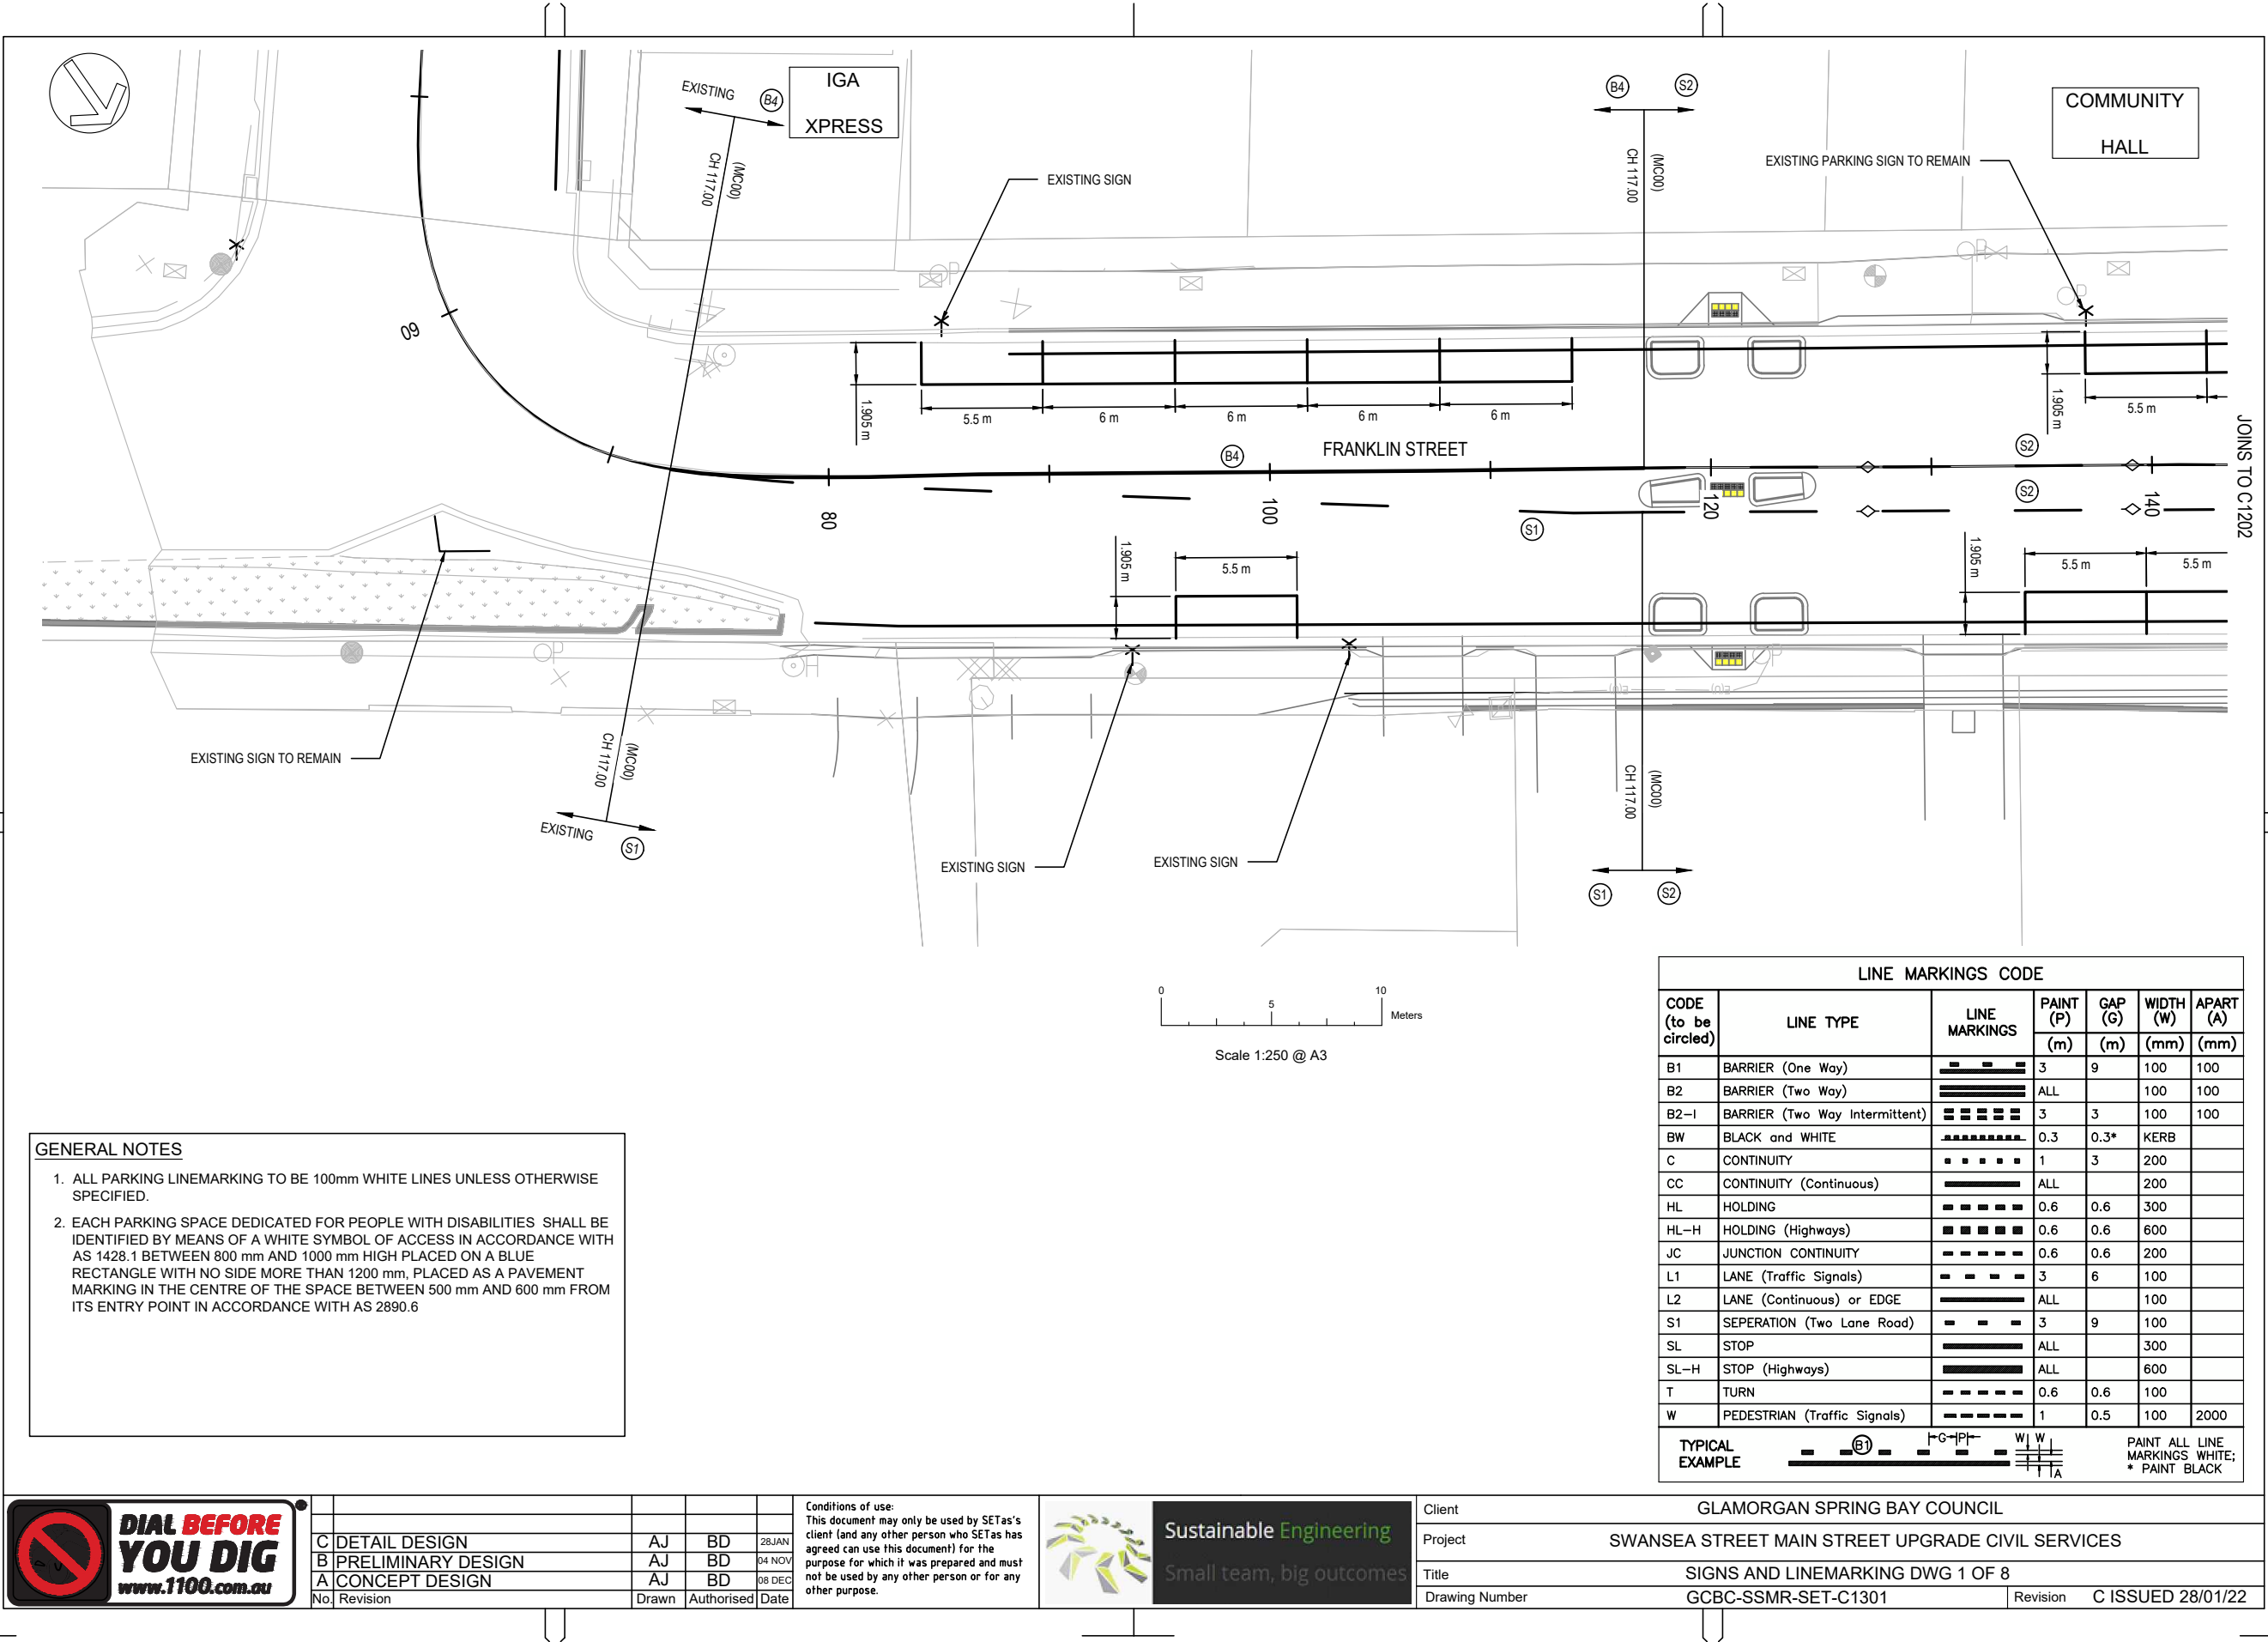 EXISTING
B4
IGA
XPRESS
B4
S2
COMMUNITY
HALL
(MC00)
CH 117.00
EXISTING SIGN
(MC00)
CH 117.00
EXISTING PARKING SIGN TO REMAIN
P
P
P
60
1.905 m
5.5 m
6 m
6 m
6 m
6 m
1.905 m
5.5 m
B4
FRANKLIN STREET
S2
S2
S1
80
100
120
140
JOINS TO C1202
1.905 m
5.5 m
1.905 m
5.5 m
5.5 m
P
H
P
EXISTING SIGN TO REMAIN
(MC00)
CH 117.00
EXISTING
S1
EXISTING SIGN
EXISTING SIGN
(MC00)
CH 117.00
S1
S2
0
5
10
Meters
Scale 1:250 @ A3
LINE MARKINGS CODE
CODE (to be circled) LINE TYPE LINE MARKINGS PAINT (P) (m) GAP (G) (m) WIDTH (W) (mm) APART (A) (mm)
B1 BARRIER (One Way) 3 9 100 100
B2 BARRIER (Two Way) ALL 100 100
B2-I BARRIER (Two Way Intermittent) 3 3 100 100
BW BLACK and WHITE 0.3 0.3* KERB
C CONTINUITY 1 3 200
CC CONTINUITY (Continuous) ALL 200
HL HOLDING 0.6 0.6 300
HL-H HOLDING (Highways) 0.6 0.6 600
JC JUNCTION CONTINUITY 0.6 0.6 200
L1 LANE (Traffic Signals) 3 6 100
L2 LANE (Continuous) or EDGE ALL 100
S1 SEPERATION (Two Lane Road) 3 9 100
SL STOP ALL 300
SL-H STOP (Highways) ALL 600
T TURN 0.6 0.6 100
W PEDESTRIAN (Traffic Signals) 1 0.5 100 2000
TYPICAL
EXAMPLE
B1
G P
W W
A
PAINT ALL LINE
MARKINGS WHITE;
* PAINT BLACK
GENERAL NOTES
1. ALL PARKING LINEMARKING TO BE 100mm WHITE LINES UNLESS OTHERWISE
SPECIFIED.
2. EACH PARKING SPACE DEDICATED FOR PEOPLE WITH DISABILITIES SHALL BE
IDENTIFIED BY MEANS OF A WHITE SYMBOL OF ACCESS IN ACCORDANCE WITH
AS 1428.1 BETWEEN 800 mm AND 1000 mm HIGH PLACED ON A BLUE
RECTANGLE WITH NO SIDE MORE THAN 1200 mm, PLACED AS A PAVEMENT
MARKING IN THE CENTRE OF THE SPACE BETWEEN 500 mm AND 600 mm FROM
ITS ENTRY POINT IN ACCORDANCE WITH AS 2890.6
DIAL BEFORE
YOU DIG
www.1100.com.au
C DETAIL DESIGN AJ BD 28JAN
B PRELIMINARY DESIGN AJ BD 04 NOV
A CONCEPT DESIGN AJ BD 08 DEC
No. Revision Drawn Authorised Date
Conditions of use:
This document may only be used by SETas's
client (and any other person who SETas has
agreed can use this document) for the
purpose for which it was prepared and must
not be used by any other person or for any
other purpose.
Sustainable Engineering
Small team, big outcomes
Client GLAMORGAN SPRING BAY COUNCIL
Project SWANSEA STREET MAIN STREET UPGRADE CIVIL SERVICES
Title SIGNS AND LINEMARKING DWG 1 OF 8
Drawing Number GCBC-SSMR-SET-C1301 Revision C ISSUED 28/01/22